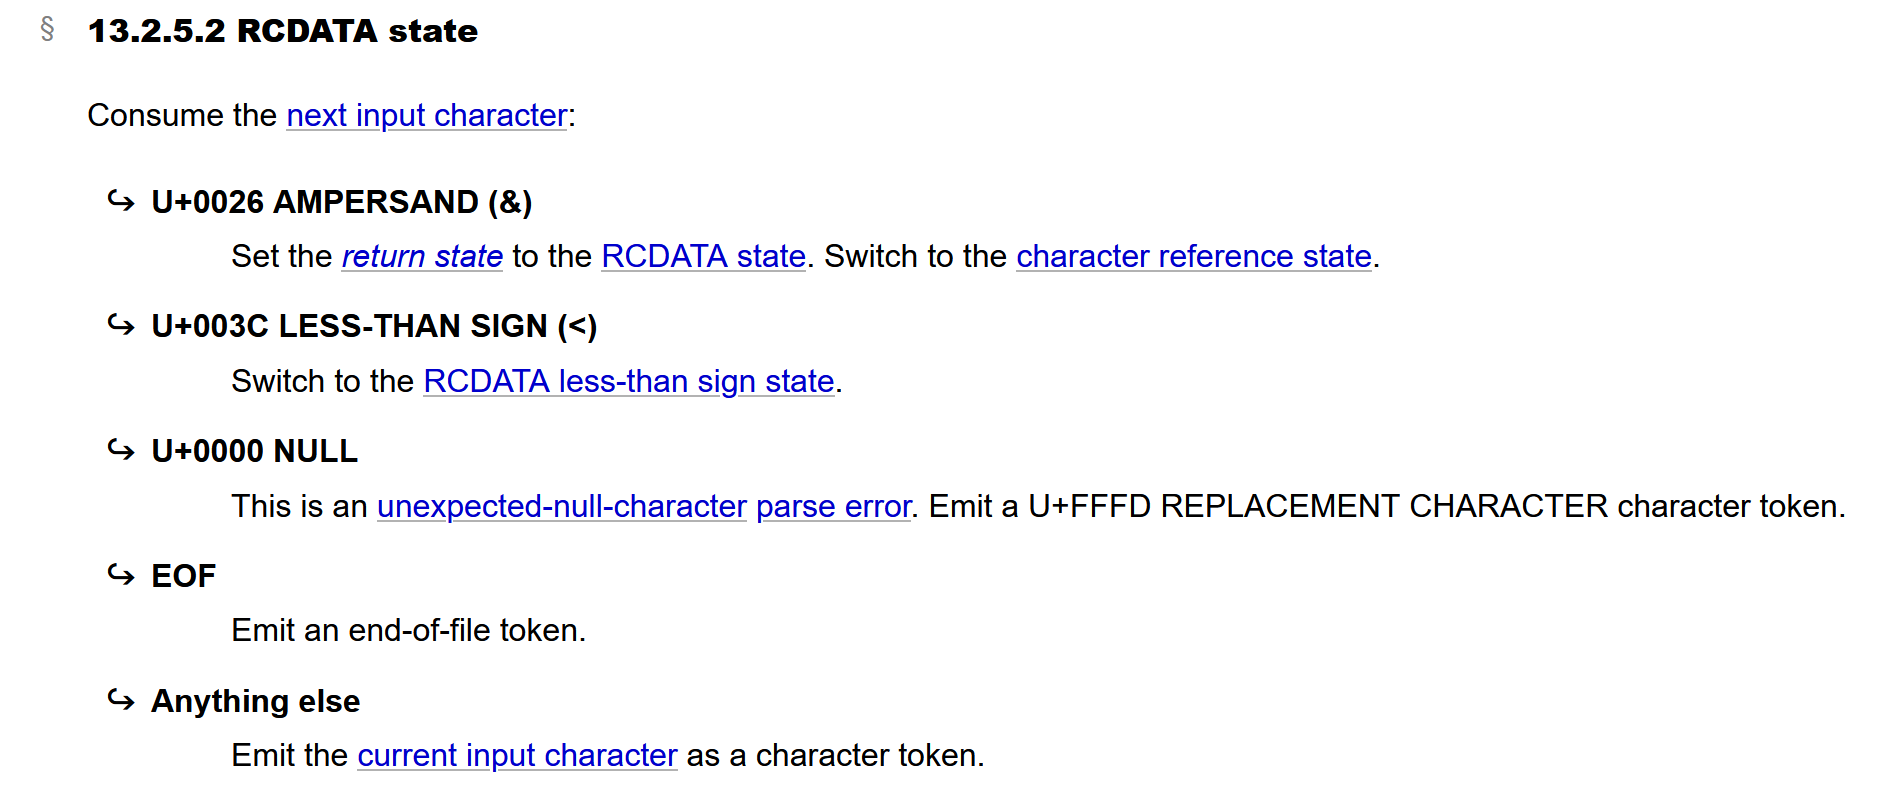 § 13.2.5.2 RCDATA state
Consume the next input character:
↪ U+0026 AMPERSAND (&)
Set the return state to the RCDATA state. Switch to the character reference state.
↪ U+003C LESS-THAN SIGN (<)
Switch to the RCDATA less-than sign state.
↪ U+0000 NULL
This is an unexpected-null-character parse error. Emit a U+FFFD REPLACEMENT CHARACTER character token.
↪ EOF
Emit an end-of-file token.
↪ Anything else
Emit the current input character as a character token.